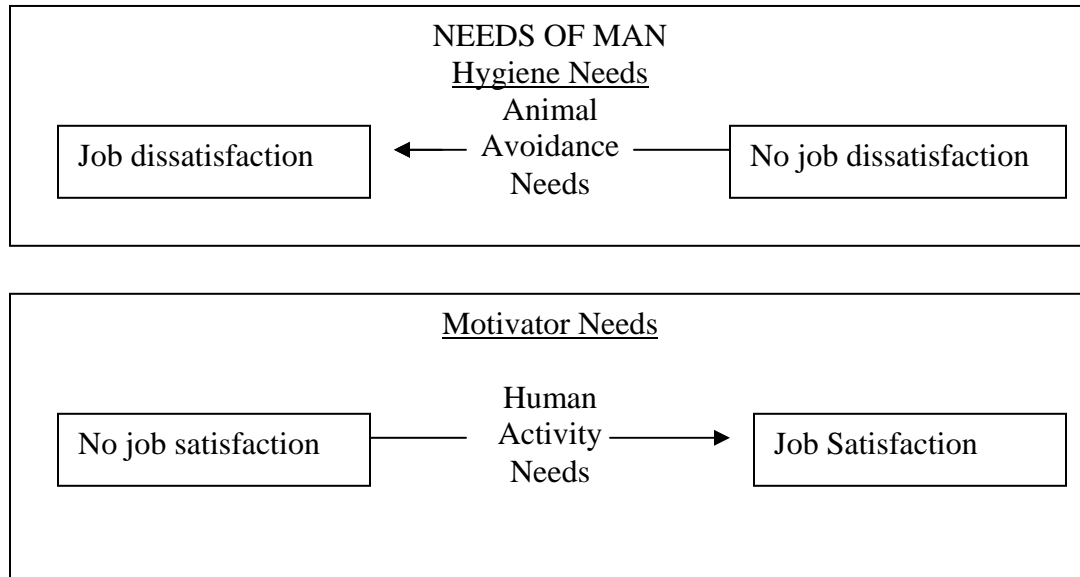 NEEDS OF MAN
Hygiene Needs
Animal
Job dissatisfaction
Avoidance
No job dissatisfaction
Needs
Motivator Needs
Human
No job satisfaction
Activity
Job Satisfaction
Needs